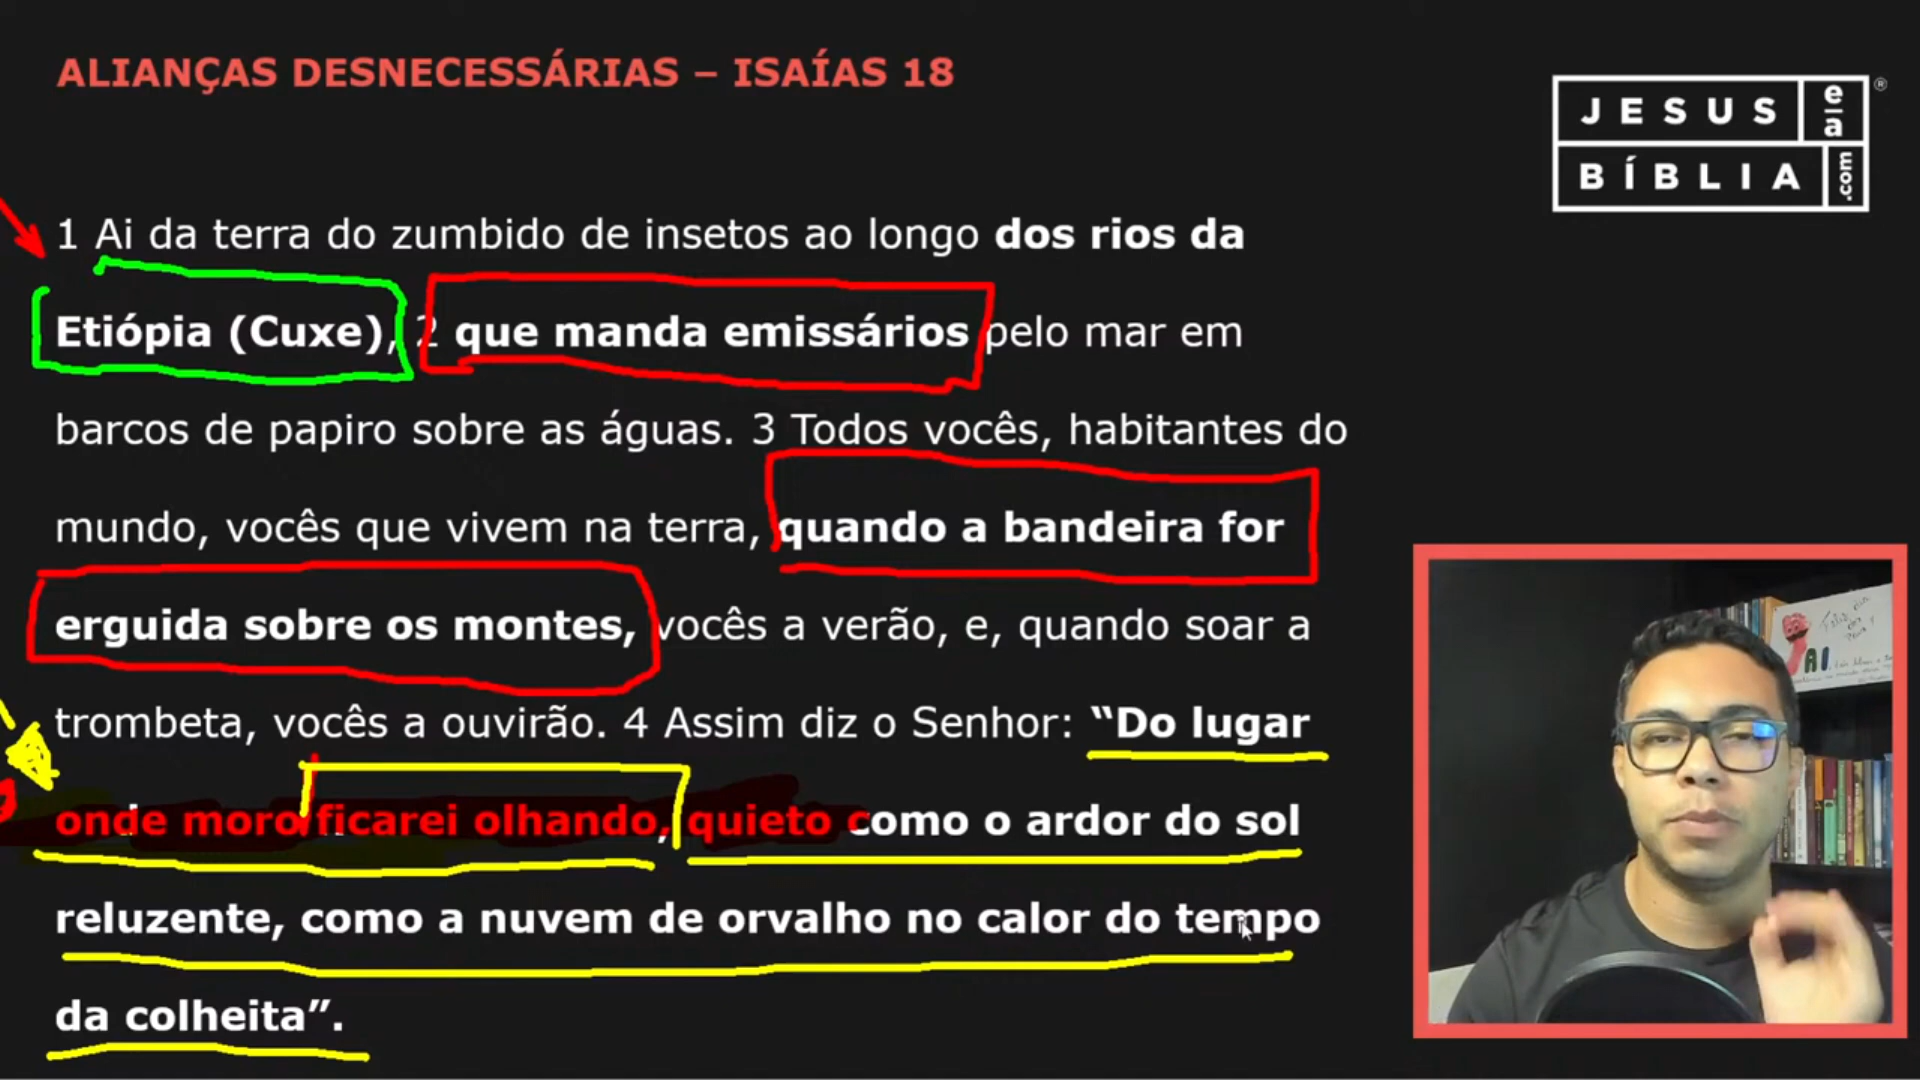 ALIANÇAS DESNECESSÁRIAS – ISAÍAS 18
JESUS e a
BÍBLIA .com
®
1 Ai da terra do zumbido de insetos ao longo dos rios da
Etiópia (Cuxe), 2 que manda emissários pelo mar em
barcos de papiro sobre as águas. 3 Todos vocês, habitantes do
mundo, vocês que vivem na terra, quando a bandeira for
erguida sobre os montes, vocês a verão, e, quando soar a
trombeta, vocês a ouvirão. 4 Assim diz o Senhor: “Do lugar
onde moro ficarei olhando, quieto como o ardor do sol
reluzente, como a nuvem de orvalho no calor do tempo
da colheita”.